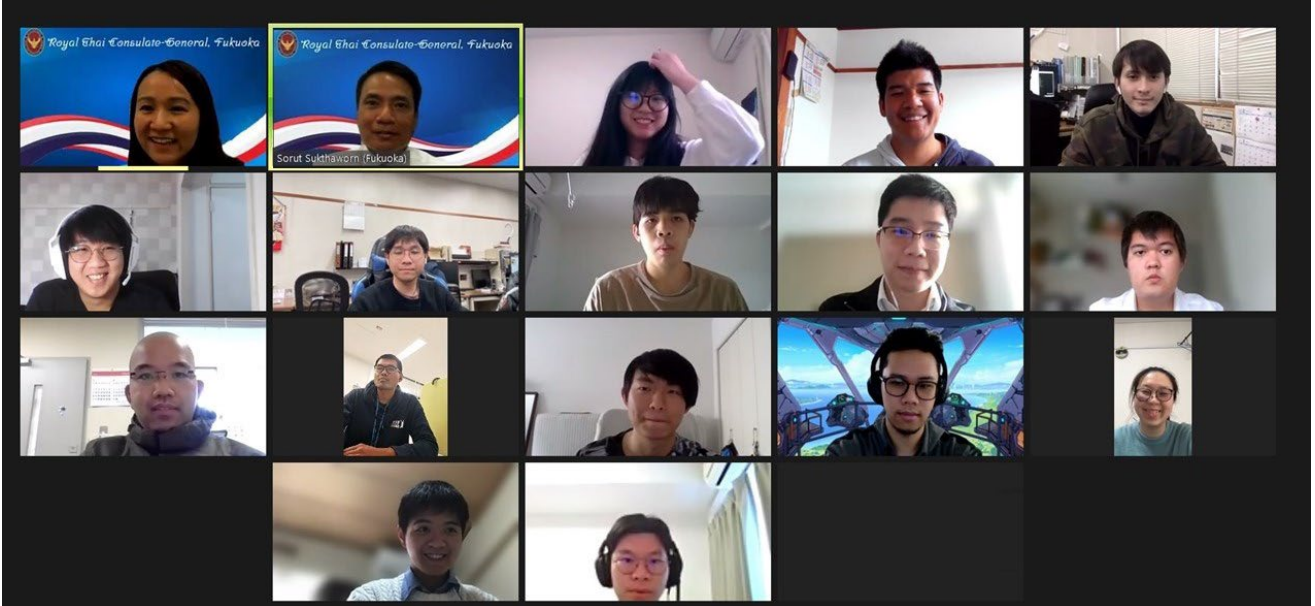 Royal Thai Consulate-General, Fukuoka
Royal Thai Consulate-General, Fukuoka
Sorut Sukthaworn (Fukuoka)